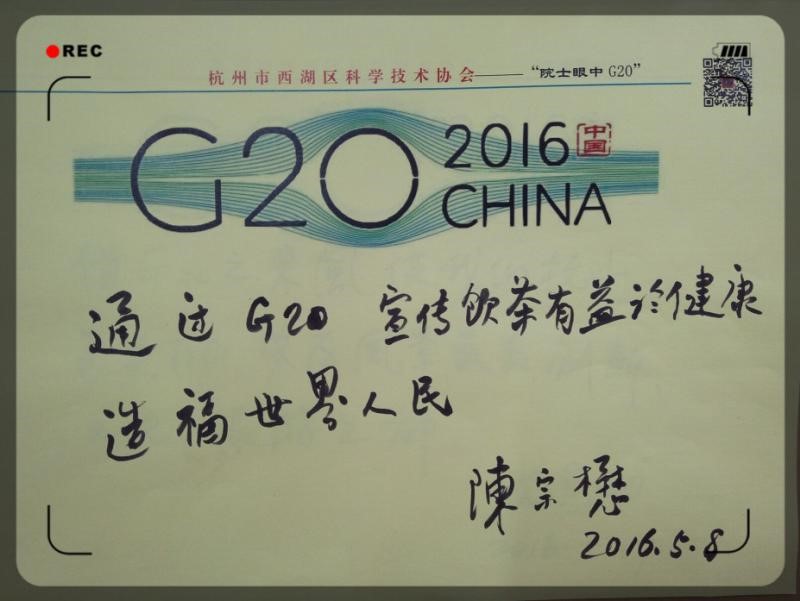 REC
杭州市西湖区科学技术协会——“院士眼中G20”
G20 2016 中国
CHINA
通过G20 宣传饮茶有益於健康
造福世界人民
陳宗懋
2016.5.8